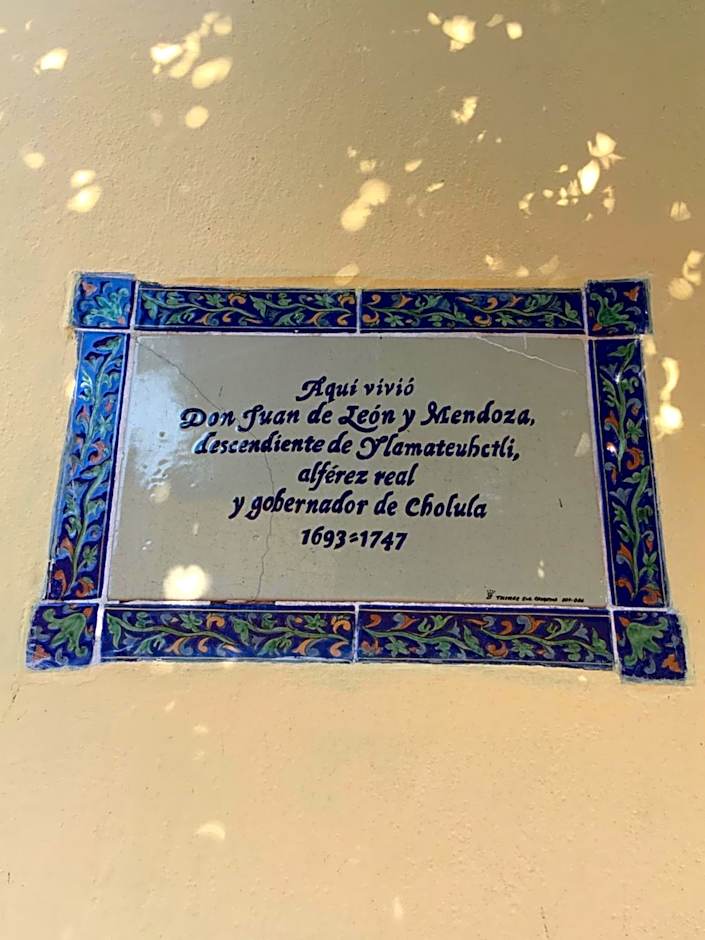 Aquí vivió
Don Juan de León y Mendoza,
descendiente de Ylamateuhctli,
alférez real
y gobernador de Cholula
1693=1747